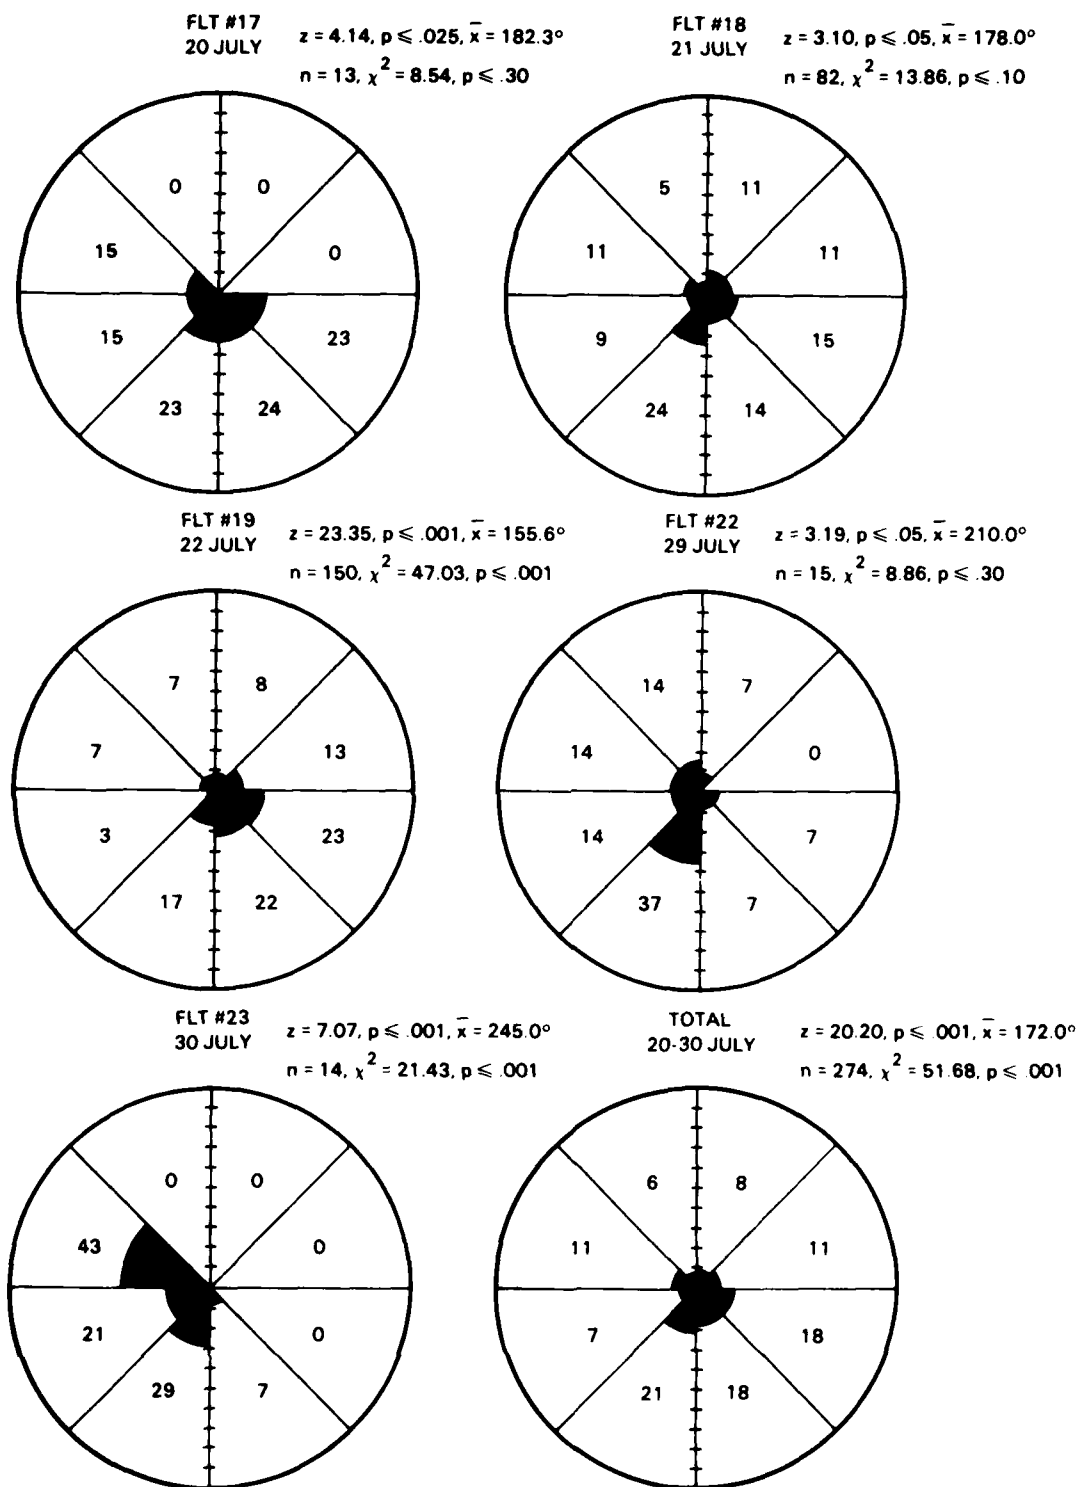 FLT #17
20 JULY
z = 4.14, p ≤ .025, x̄ = 182.3°
n = 13, χ² = 8.54, p ≤ .30
0 0
15 0
15 23
23 24
FLT #18
21 JULY
z = 3.10, p ≤ .05, x̄ = 178.0°
n = 82, χ² = 13.86, p ≤ .10
5 11
11 11
9 15
24 14
FLT #19
22 JULY
z = 23.35, p ≤ .001, x̄ = 155.6°
n = 150, χ² = 47.03, p ≤ .001
7 8
7 13
3 23
17 22
FLT #22
29 JULY
z = 3.19, p ≤ .05, x̄ = 210.0°
n = 15, χ² = 8.86, p ≤ .30
14 7
14 0
14 7
37 7
FLT #23
30 JULY
z = 7.07, p ≤ .001, x̄ = 245.0°
n = 14, χ² = 21.43, p ≤ .001
0 0
43 0
21 0
29 7
TOTAL
20-30 JULY
z = 20.20, p ≤ .001, x̄ = 172.0°
n = 274, χ² = 51.68, p ≤ .001
6 8
11 11
7 18
21 18